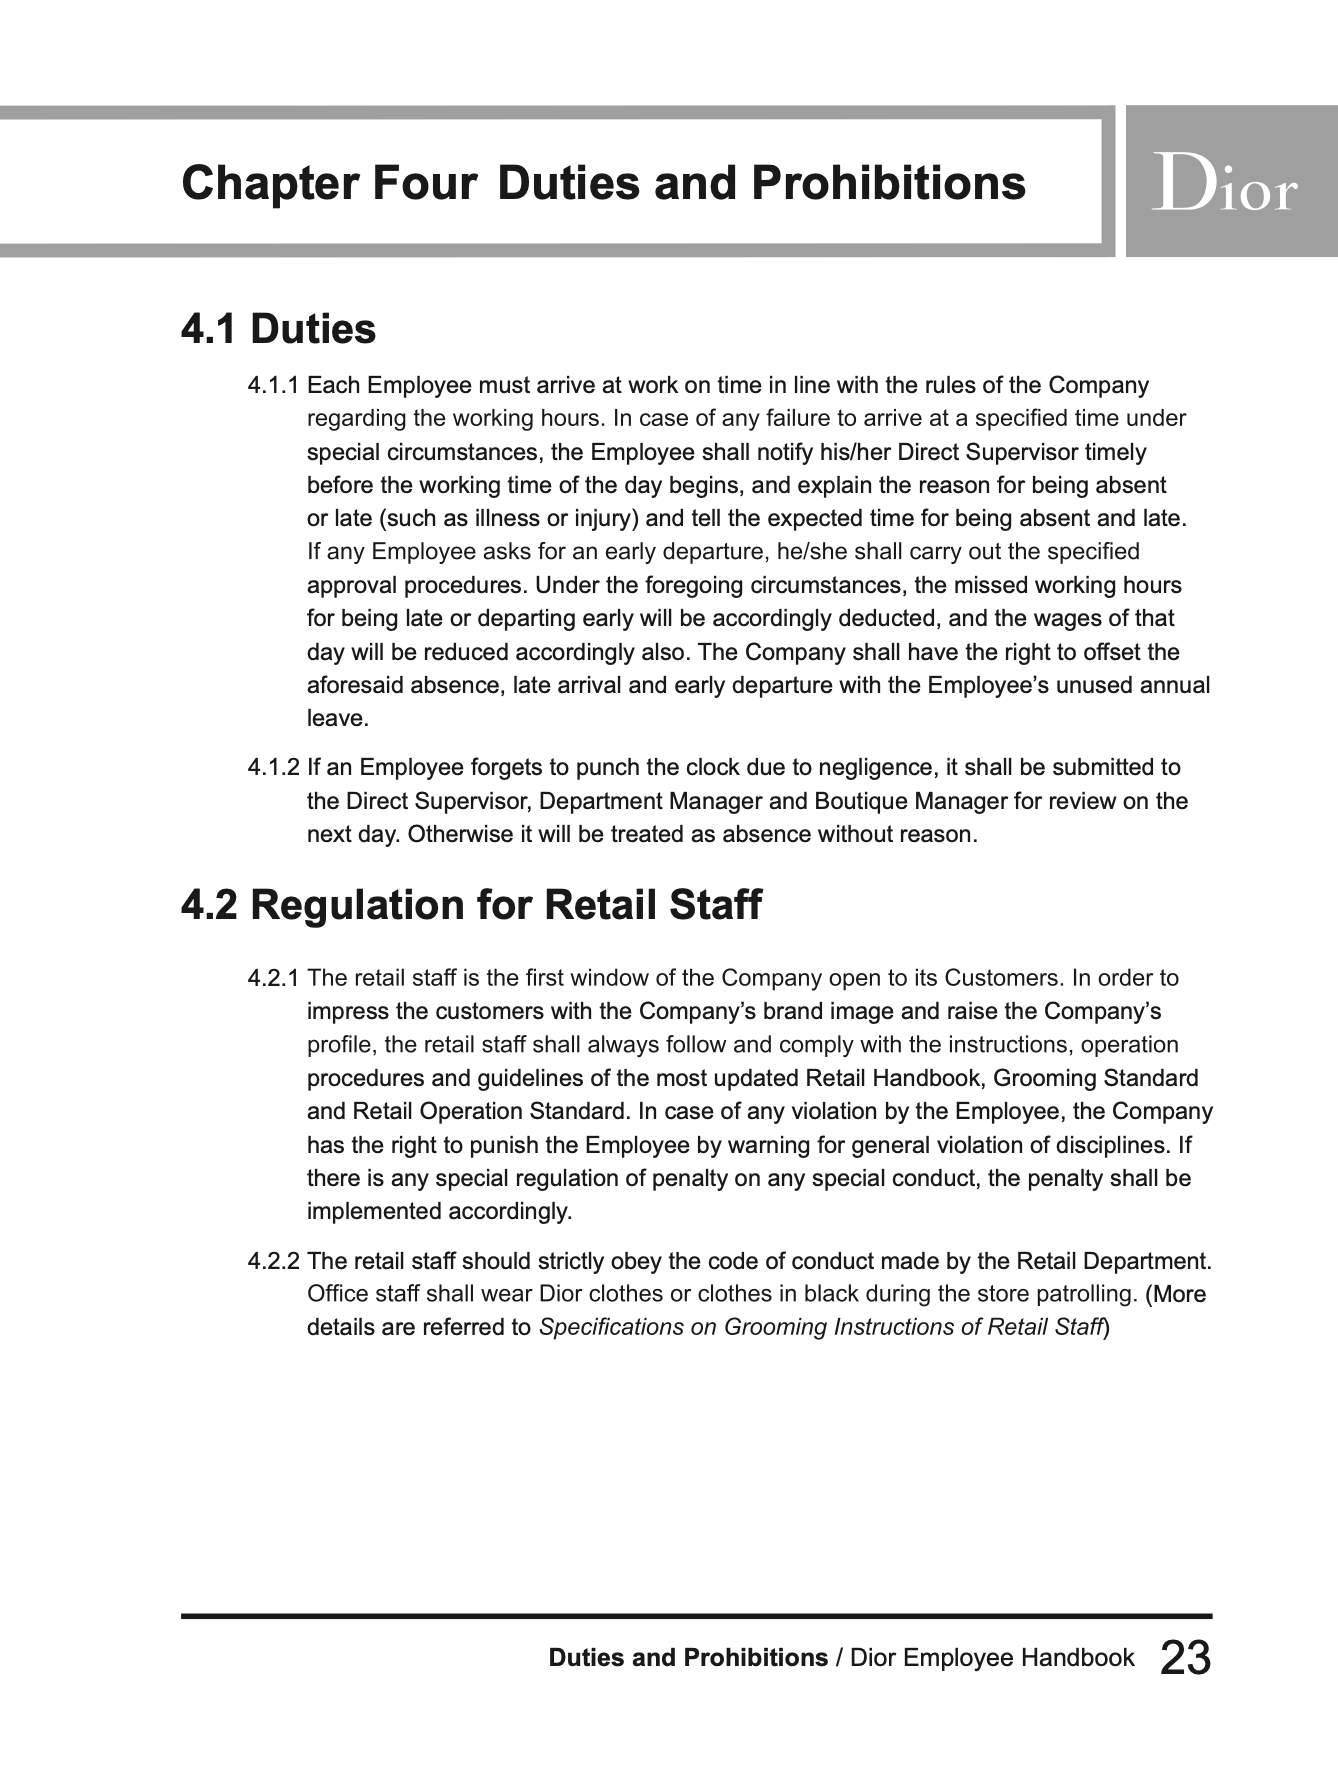 Chapter Four Duties and Prohibitions
Dior
4.1 Duties
4.1.1 Each Employee must arrive at work on time in line with the rules of the Company
regarding the working hours. In case of any failure to arrive at a specified time under
special circumstances, the Employee shall notify his/her Direct Supervisor timely
before the working time of the day begins, and explain the reason for being absent
or late (such as illness or injury) and tell the expected time for being absent and late.
If any Employee asks for an early departure, he/she shall carry out the specified
approval procedures. Under the foregoing circumstances, the missed working hours
for being late or departing early will be accordingly deducted, and the wages of that
day will be reduced accordingly also. The Company shall have the right to offset the
aforesaid absence, late arrival and early departure with the Employee’s unused annual
leave.
4.1.2 If an Employee forgets to punch the clock due to negligence, it shall be submitted to
the Direct Supervisor, Department Manager and Boutique Manager for review on the
next day. Otherwise it will be treated as absence without reason.
4.2 Regulation for Retail Staff
4.2.1 The retail staff is the first window of the Company open to its Customers. In order to
impress the customers with the Company’s brand image and raise the Company’s
profile, the retail staff shall always follow and comply with the instructions, operation
procedures and guidelines of the most updated Retail Handbook, Grooming Standard
and Retail Operation Standard. In case of any violation by the Employee, the Company
has the right to punish the Employee by warning for general violation of disciplines. If
there is any special regulation of penalty on any special conduct, the penalty shall be
implemented accordingly.
4.2.2 The retail staff should strictly obey the code of conduct made by the Retail Department.
Office staff shall wear Dior clothes or clothes in black during the store patrolling. (More
details are referred to Specifications on Grooming Instructions of Retail Staff)
Duties and Prohibitions / Dior Employee Handbook 23